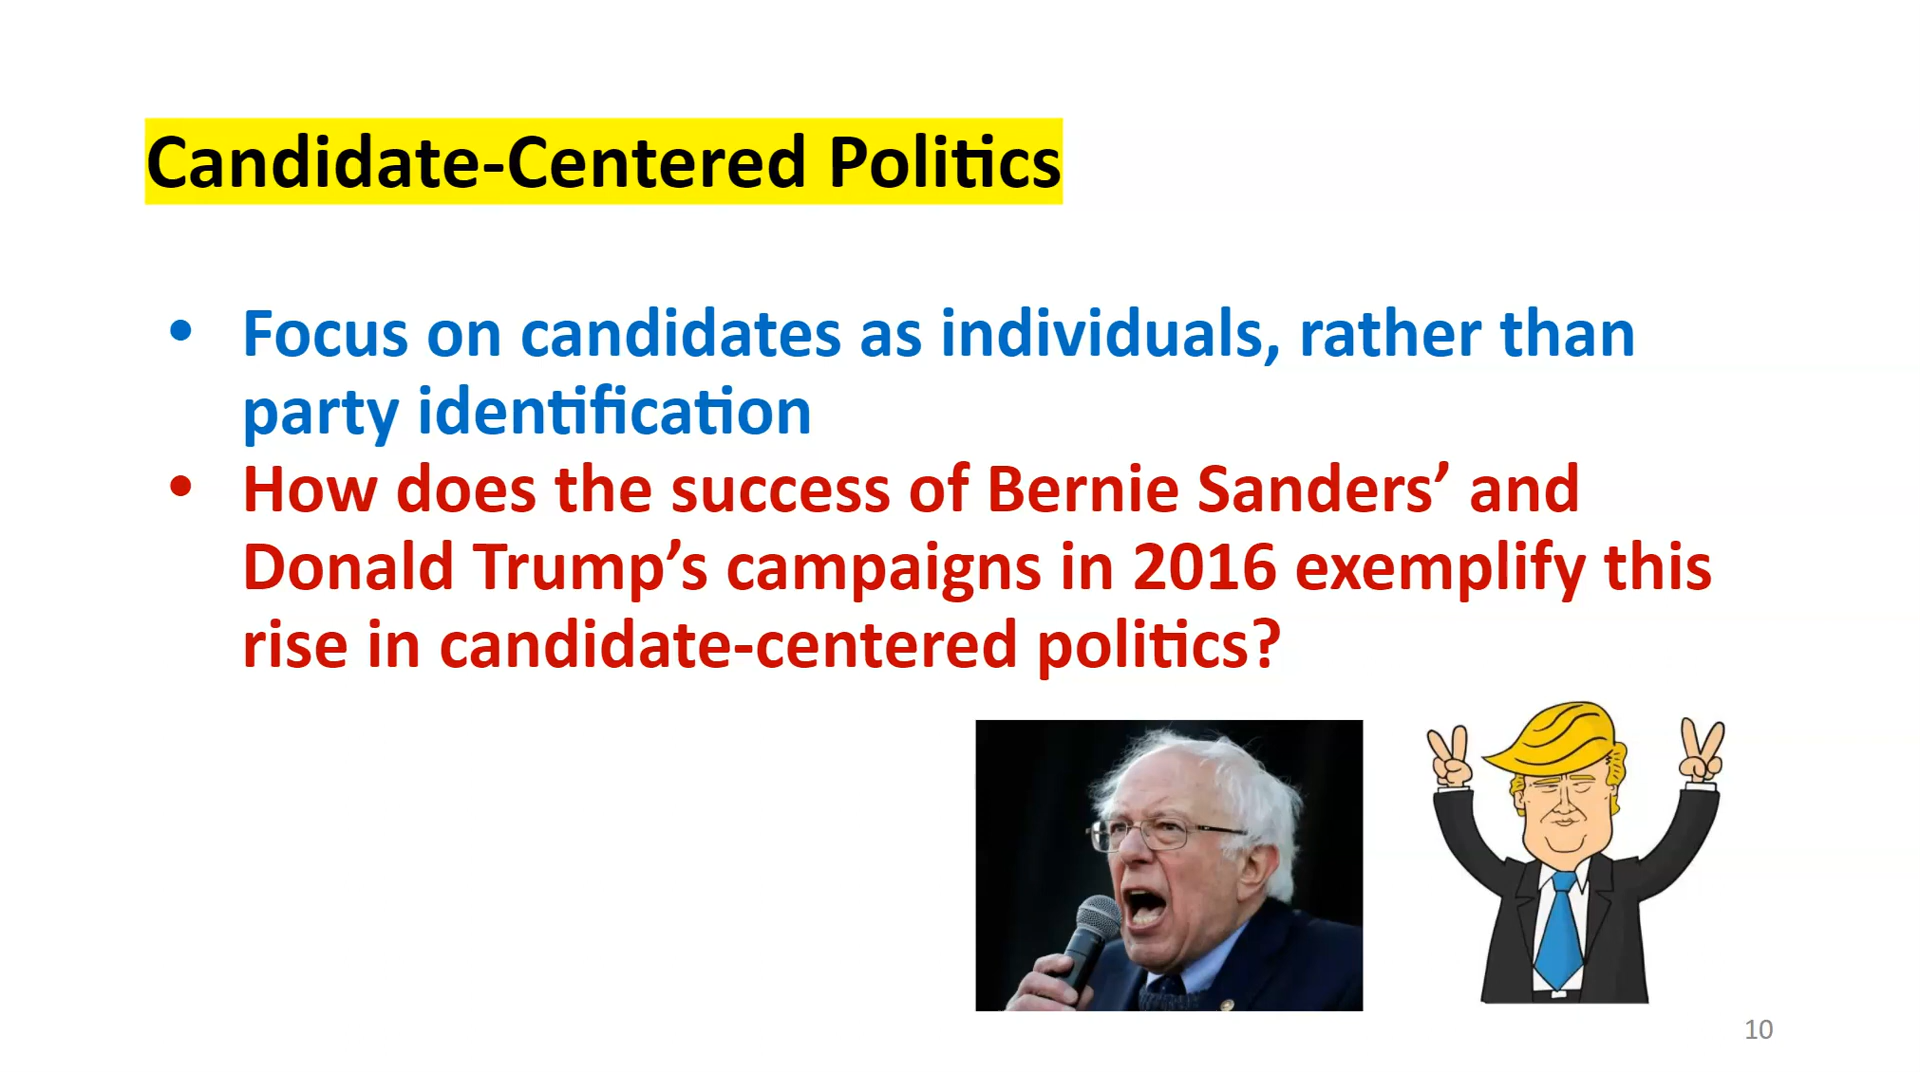 Candidate-Centered Politics
• Focus on candidates as individuals, rather than
party identification
• How does the success of Bernie Sanders’ and
Donald Trump’s campaigns in 2016 exemplify this
rise in candidate-centered politics?
10